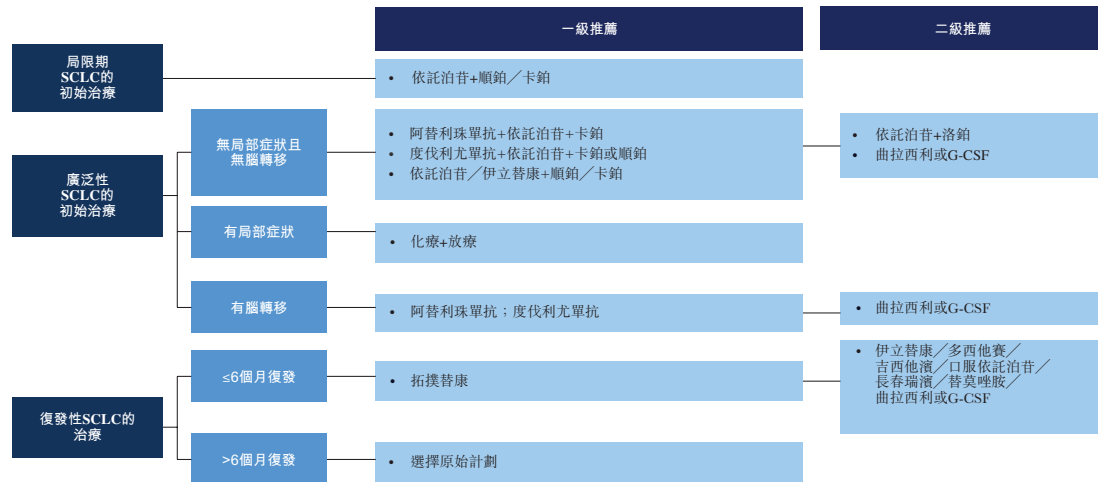 一級推薦
二級推薦
局限期
SCLC的
初始治療
• 依託泊苷+順鉑／卡鉑
廣泛性
SCLC的
初始治療
無局部症狀且
無腦轉移
• 阿替利珠單抗+依託泊苷+卡鉑
• 度伐利尤單抗+依託泊苷+卡鉑或順鉑
• 依託泊苷／伊立替康+順鉑／卡鉑
• 依託泊苷+洛鉑
• 曲拉西利或G-CSF
有局部症狀
• 化療+放療
有腦轉移
• 阿替利珠單抗；度伐利尤單抗
• 曲拉西利或G-CSF
復發性SCLC的
治療
≤6個月復發
• 拓撲替康
• 伊立替康／多西他賽／
吉西他濱／口服依託泊苷／
長春瑞濱／替莫唑胺／
曲拉西利或G-CSF
>6個月復發
• 選擇原始計劃